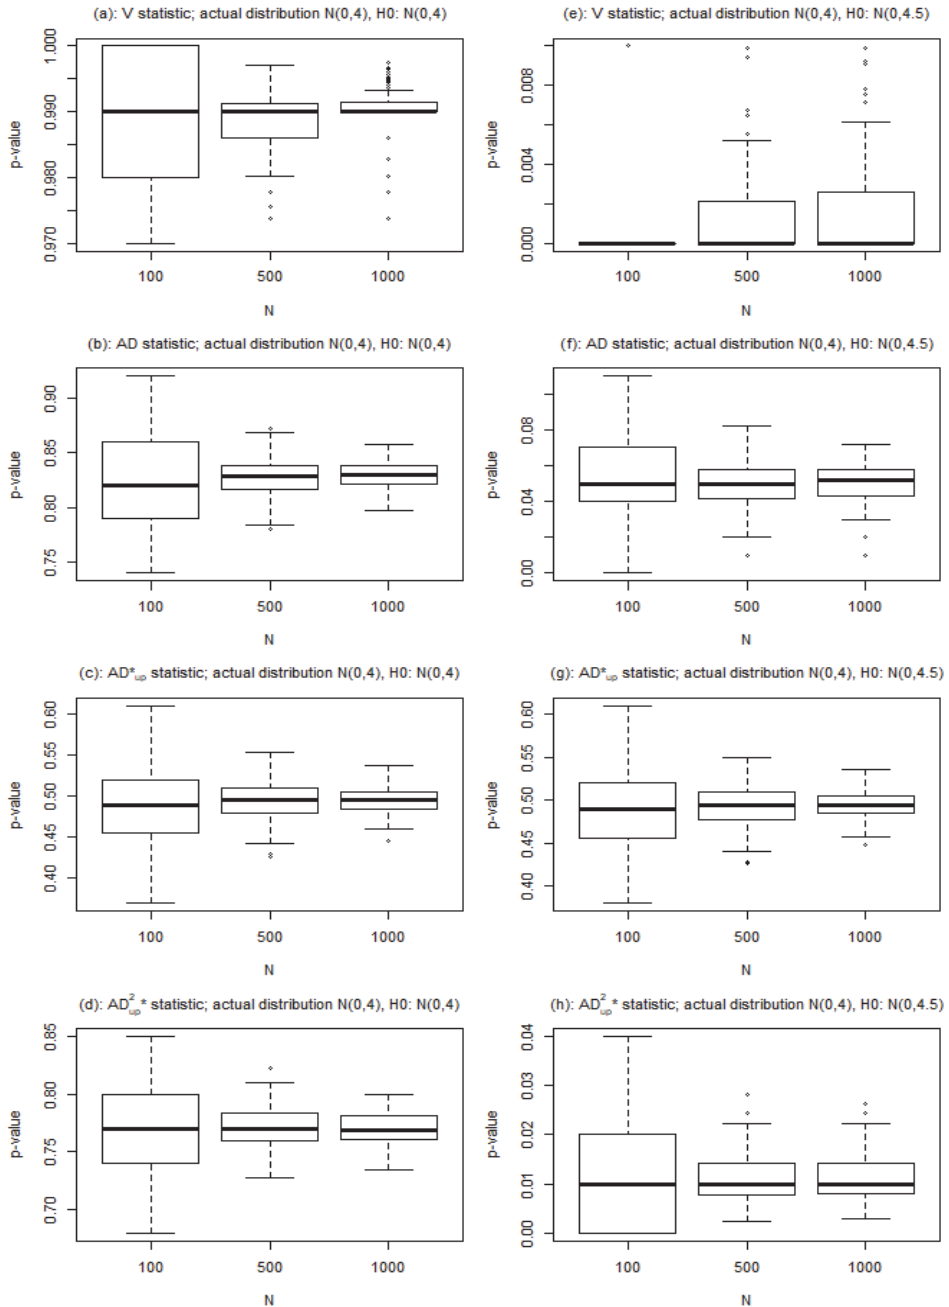 (a): V statistic; actual distribution N(0,4), H0: N(0,4)
p-value
0.970 0.980 0.990 1.000
100 500 1000
N
(e): V statistic; actual distribution N(0,4), H0: N(0,4.5)
p-value
0.000 0.004 0.008
100 500 1000
N
(b): AD statistic; actual distribution N(0,4), H0: N(0,4)
p-value
0.75 0.80 0.85 0.90
100 500 1000
N
(f): AD statistic; actual distribution N(0,4), H0: N(0,4.5)
p-value
0.00 0.04 0.08
100 500 1000
N
(c): AD*up statistic; actual distribution N(0,4), H0: N(0,4)
p-value
0.40 0.45 0.50 0.55 0.60
100 500 1000
N
(g): AD*up statistic; actual distribution N(0,4), H0: N(0,4.5)
p-value
0.40 0.45 0.50 0.55 0.60
100 500 1000
N
(d): AD²up * statistic; actual distribution N(0,4), H0: N(0,4)
p-value
0.70 0.75 0.80 0.85
100 500 1000
N
(h): AD²up * statistic; actual distribution N(0,4), H0: N(0,4.5)
p-value
0.00 0.01 0.02 0.03 0.04
100 500 1000
N